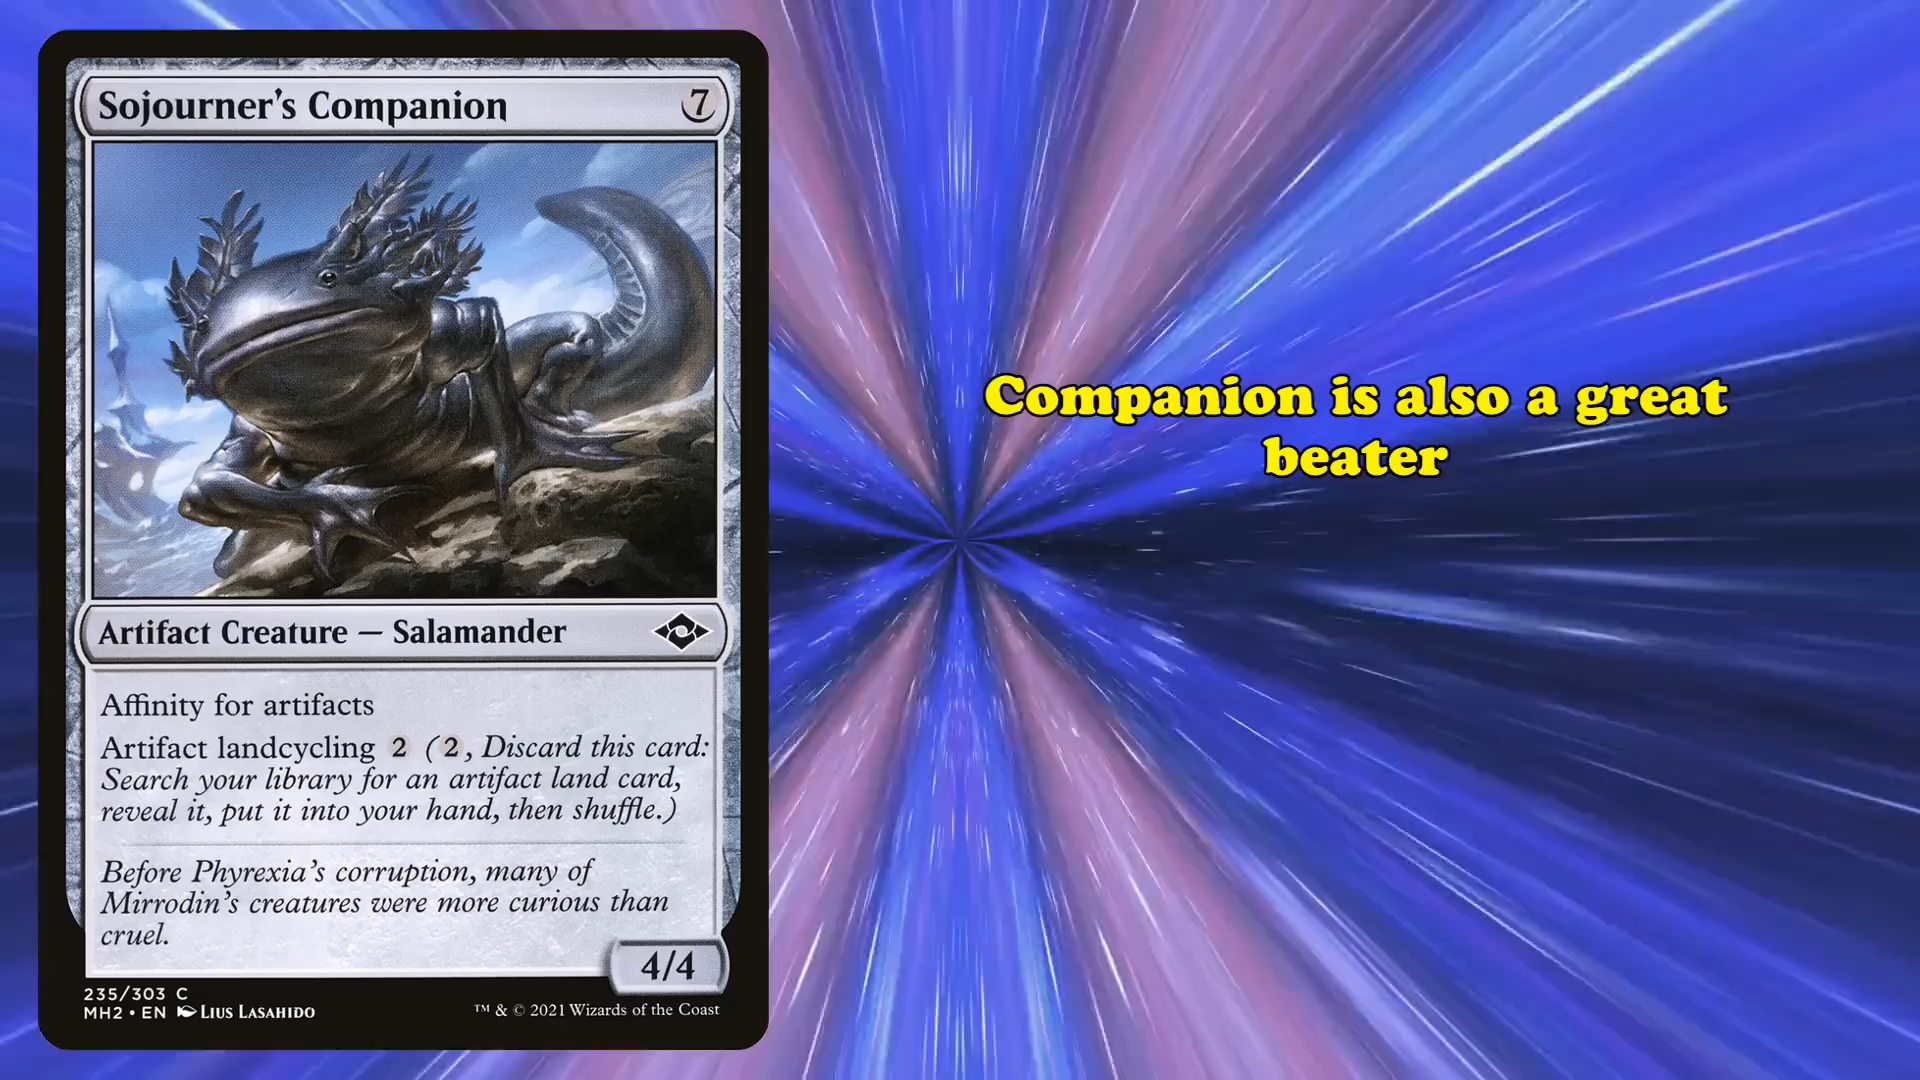 Sojourner's Companion 7
Artifact Creature — Salamander
Affinity for artifacts
Artifact landcycling 2 (2, Discard this card:
Search your library for an artifact land card,
reveal it, put it into your hand, then shuffle.)
Before Phyrexia's corruption, many of
Mirrodin's creatures were more curious than
cruel.
4/4
235/303 C
MH2 • EN Lius Lasahido
™ & © 2021 Wizards of the Coast
Companion is also a great
beater